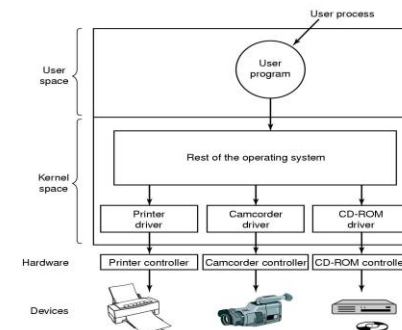 User process
User
space
User
program
Kernel
space
Rest of the operating system
Printer
driver
Camcorder
driver
CD-ROM
driver
Hardware
Printer controller
Camcorder controller
CD-ROM controlle
Devices